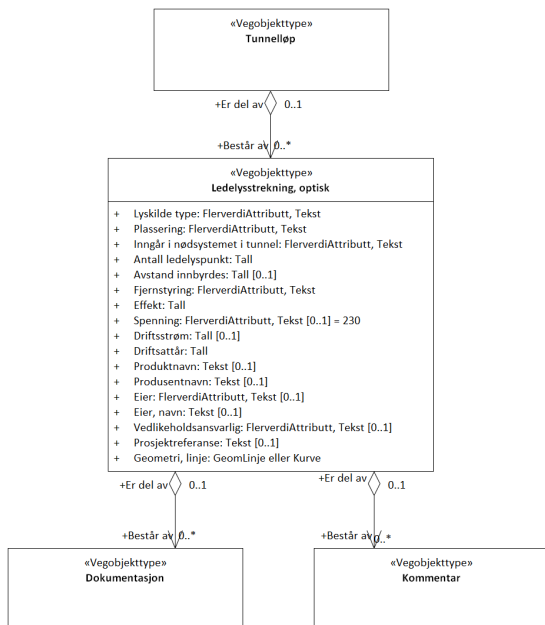 «Vegobjekttype»
Tunnelløp
+Er del av 0..1
+Består av 0..*
«Vegobjekttype»
Ledelysstrekning, optisk
+ Lyskilde type: FlerverdiAttributt, Tekst
+ Plassering: FlerverdiAttributt, Tekst
+ Inngår i nødsystemet i tunnel: FlerverdiAttributt, Tekst
+ Antall ledelyspunkt: Tall
+ Avstand innbyrdes: Tall [0..1]
+ Fjernstyring: FlerverdiAttributt, Tekst
+ Effekt: Tall
+ Spenning: FlerverdiAttributt, Tekst [0..1] = 230
+ Driftsstrøm: Tall [0..1]
+ Driftsattår: Tall
+ Produktnavn: Tekst [0..1]
+ Produsentnavn: Tekst [0..1]
+ Eier: FlerverdiAttributt, Tekst [0..1]
+ Eier, navn: Tekst [0..1]
+ Vedlikeholdsansvarlig: FlerverdiAttributt, Tekst [0..1]
+ Prosjektreferanse: Tekst [0..1]
+ Geometri, linje: GeomLinje eller Kurve
+Er del av 0..1 +Er del av 0..1
+Består av 0..* +Består av 0..*
«Vegobjekttype» «Vegobjekttype»
Dokumentasjon Kommentar